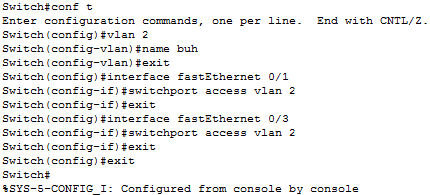 Switch#conf t
Enter configuration commands, one per line.  End with CNTL/Z.
Switch(config)#vlan 2
Switch(config-vlan)#name buh
Switch(config-vlan)#exit
Switch(config)#interface fastEthernet 0/1
Switch(config-if)#switchport access vlan 2
Switch(config-if)#exit
Switch(config)#interface fastEthernet 0/3
Switch(config-if)#switchport access vlan 2
Switch(config-if)#exit
Switch(config)#exit
Switch#
%SYS-5-CONFIG_I: Configured from console by console